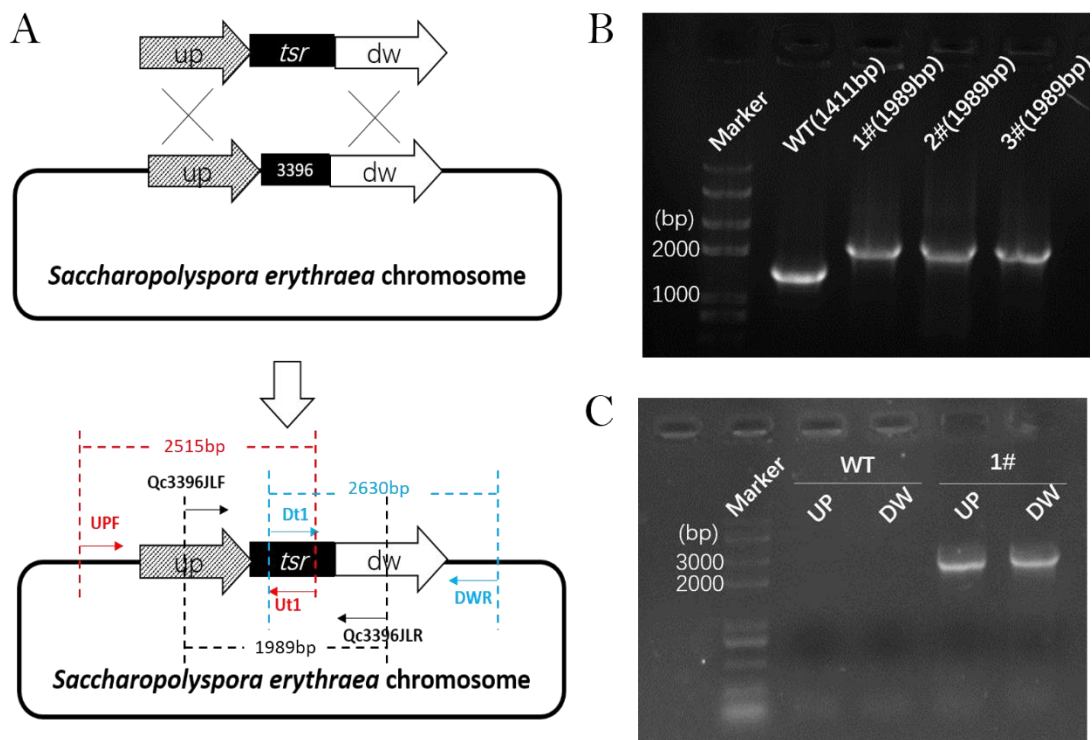 A
up tsr dw
up 3396 dw
Saccharopolyspora erythraea chromosome
2515bp
Qc3396JLF
2630bp
UPF
Dt1
up tsr dw
Ut1
DWR
Qc3396JLR
1989bp
Saccharopolyspora erythraea chromosome
B
Marker
WT(1411bp)
1#(1989bp)
2#(1989bp)
3#(1989bp)
(bp)
2000
1000
C
WT 1#
Marker
UP DW UP DW
(bp)
3000
2000